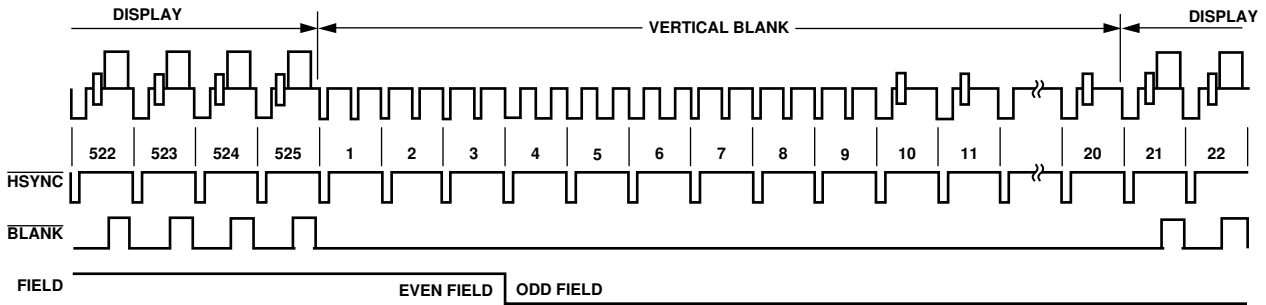 DISPLAY
VERTICAL BLANK
DISPLAY
522 523 524 525 1 2 3 4 5 6 7 8 9 10 11 20 21 22
HSYNC
BLANK
FIELD
EVEN FIELD ODD FIELD